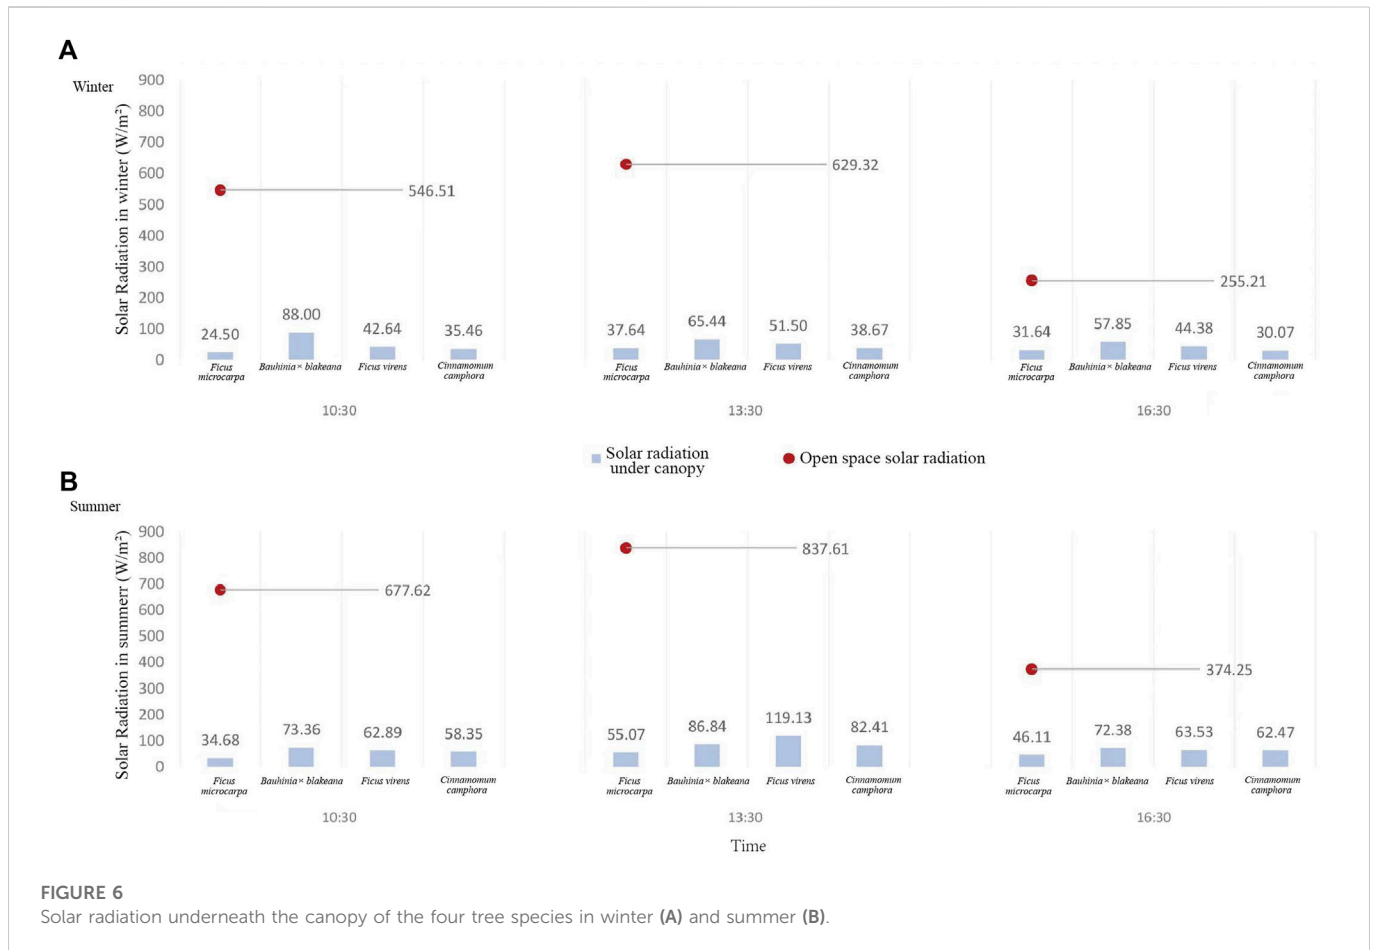 A
Winter
Solar Radiation in winter (W/m²)
900
800
700
600
500
400
300
200
100
0
546.51
629.32
255.21
24.50
88.00
42.64
35.46
37.64
65.44
51.50
38.67
31.64
57.85
44.38
30.07
Ficus
microcarpa
Bauhinia× blakeana
Ficus virens
Cinnamomum
camphora
Ficus
microcarpa
Bauhinia× blakeana
Ficus virens
Cinnamomum
camphora
Ficus
microcarpa
Bauhinia× blakeana
Ficus virens
Cinnamomum
camphora
10:30
13:30
16:30
Solar radiation
under canopy
Open space solar radiation
B
Summer
Solar Radiation in summerr (W/m²)
900
800
700
600
500
400
300
200
100
0
677.62
837.61
374.25
34.68
73.36
62.89
58.35
55.07
86.84
119.13
82.41
46.11
72.38
63.53
62.47
Ficus
microcarpa
Bauhinia× blakeana
Ficus virens
Cinnamomum
camphora
Ficus
microcarpa
Bauhinia× blakeana
Ficus virens
Cinnamomum
camphora
Ficus
microcarpa
Bauhinia× blakeana
Ficus virens
Cinnamomum
camphora
10:30
13:30
16:30
Time
FIGURE 6
Solar radiation underneath the canopy of the four tree species in winter (A) and summer (B).